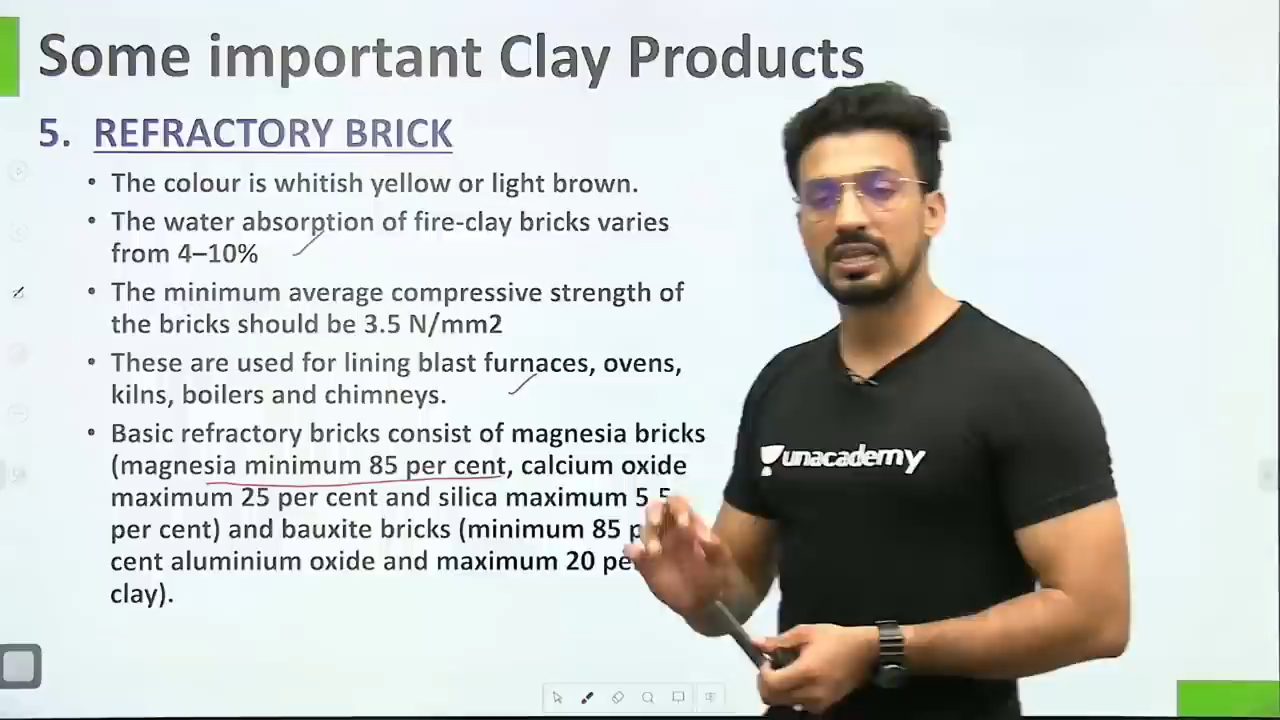 Some important Clay Products
5. REFRACTORY BRICK
• The colour is whitish yellow or light brown.
• The water absorption of fire-clay bricks varies
from 4–10%
• The minimum average compressive strength of
the bricks should be 3.5 N/mm2
• These are used for lining blast furnaces, ovens,
kilns, boilers and chimneys.
• Basic refractory bricks consist of magnesia bricks
(magnesia minimum 85 per cent, calcium oxide
maximum 25 per cent and silica maximum 5.5
per cent) and bauxite bricks (minimum 85
cent aluminium oxide and maximum 20
clay).
unacademy